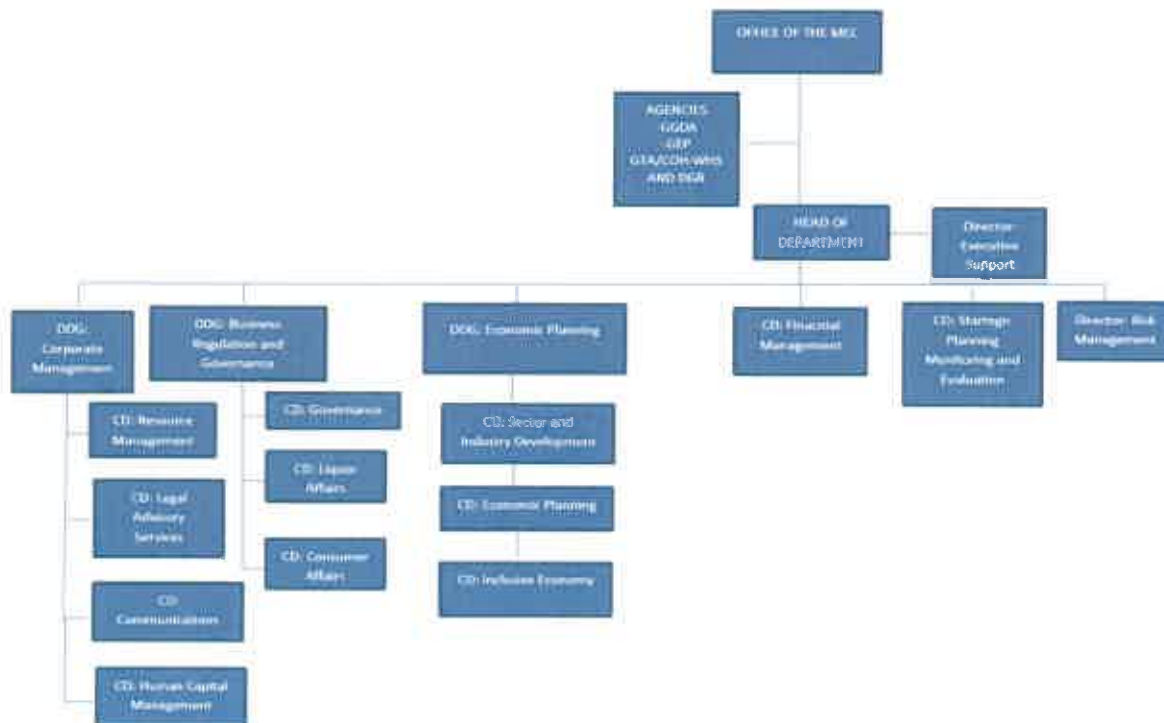 OFFICE OF THE MEC
AGENCIES
-GGDA
-GEP
GTA/COH-WHS
AND DGB
HEAD OF
DEPARTMENT
Director:
Executive
Support
DDG:
Corporate
Management
DDG: Business
Regulation and
Governance
DDG: Economic Planning
CD: Financial
Management
CD: Startegic
Planning
Monitoring and
Evaluation
Director: Risk
Management
CD: Resource
Management
CD: Legal
Advisory
Services
CD:
Communications
CD: Human Capital
Management
CD: Governance
CD: Liquor
Affairs
CD: Consumer
Affairs
CD: Sector and
Industry Development
CD: Economic Planning
CD: Inclusive Economy